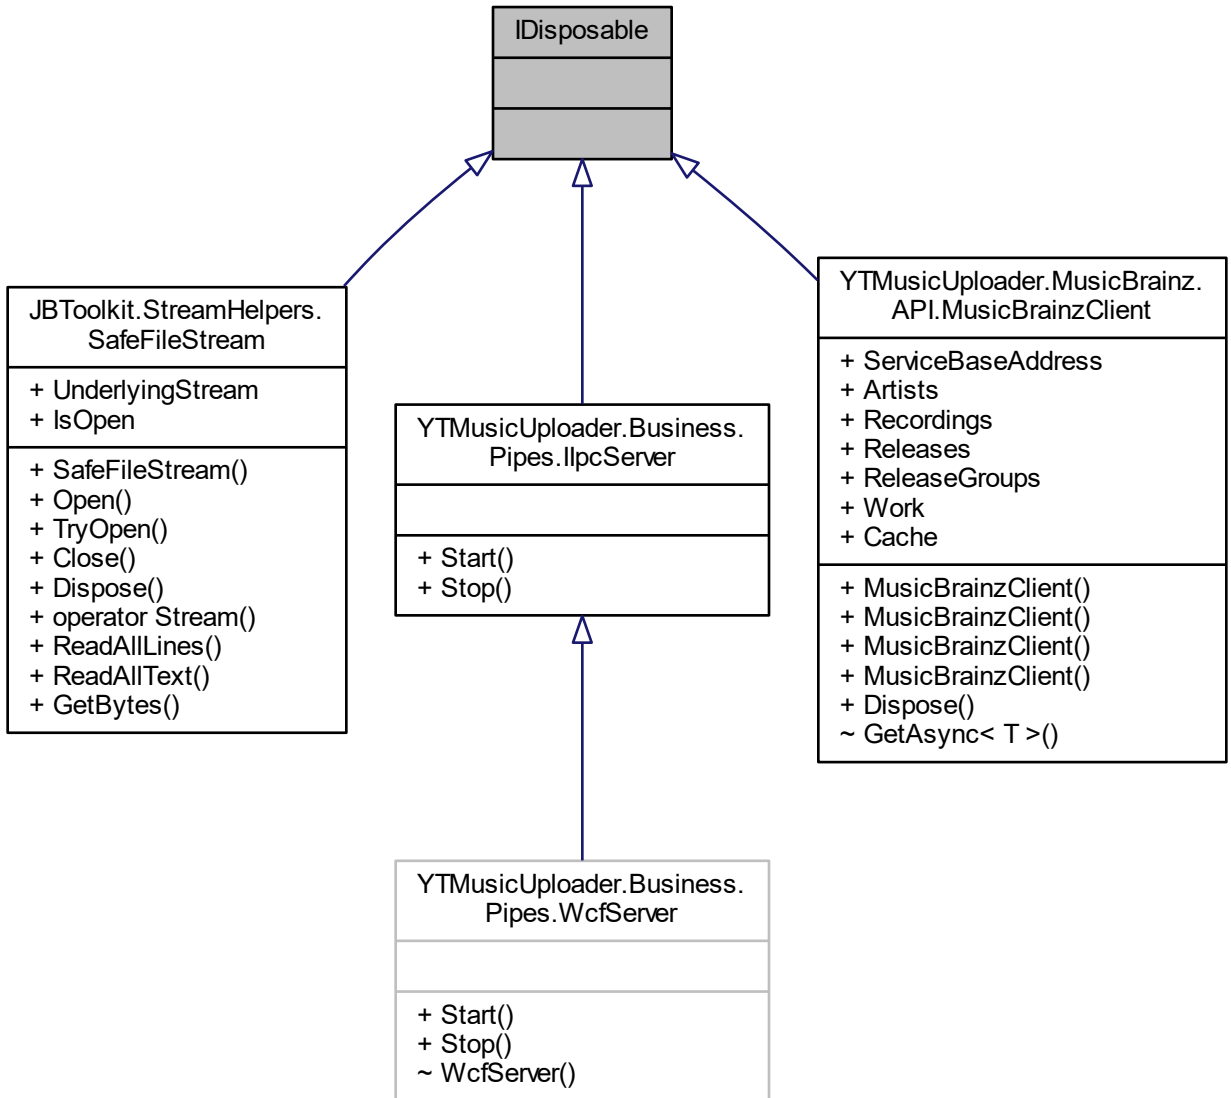 IDisposable
JBToolkit.StreamHelpers.
SafeFileStream
+ UnderlyingStream
+ IsOpen
+ SafeFileStream()
+ Open()
+ TryOpen()
+ Close()
+ Dispose()
+ operator Stream()
+ ReadAllLines()
+ ReadAllText()
+ GetBytes()
YTMusicUploader.Business.
Pipes.IIpcServer
+ Start()
+ Stop()
YTMusicUploader.MusicBrainz.
API.MusicBrainzClient
+ ServiceBaseAddress
+ Artists
+ Recordings
+ Releases
+ ReleaseGroups
+ Work
+ Cache
+ MusicBrainzClient()
+ MusicBrainzClient()
+ MusicBrainzClient()
+ MusicBrainzClient()
+ Dispose()
~ GetAsync< T >()
YTMusicUploader.Business.
Pipes.WcfServer
+ Start()
+ Stop()
~ WcfServer()